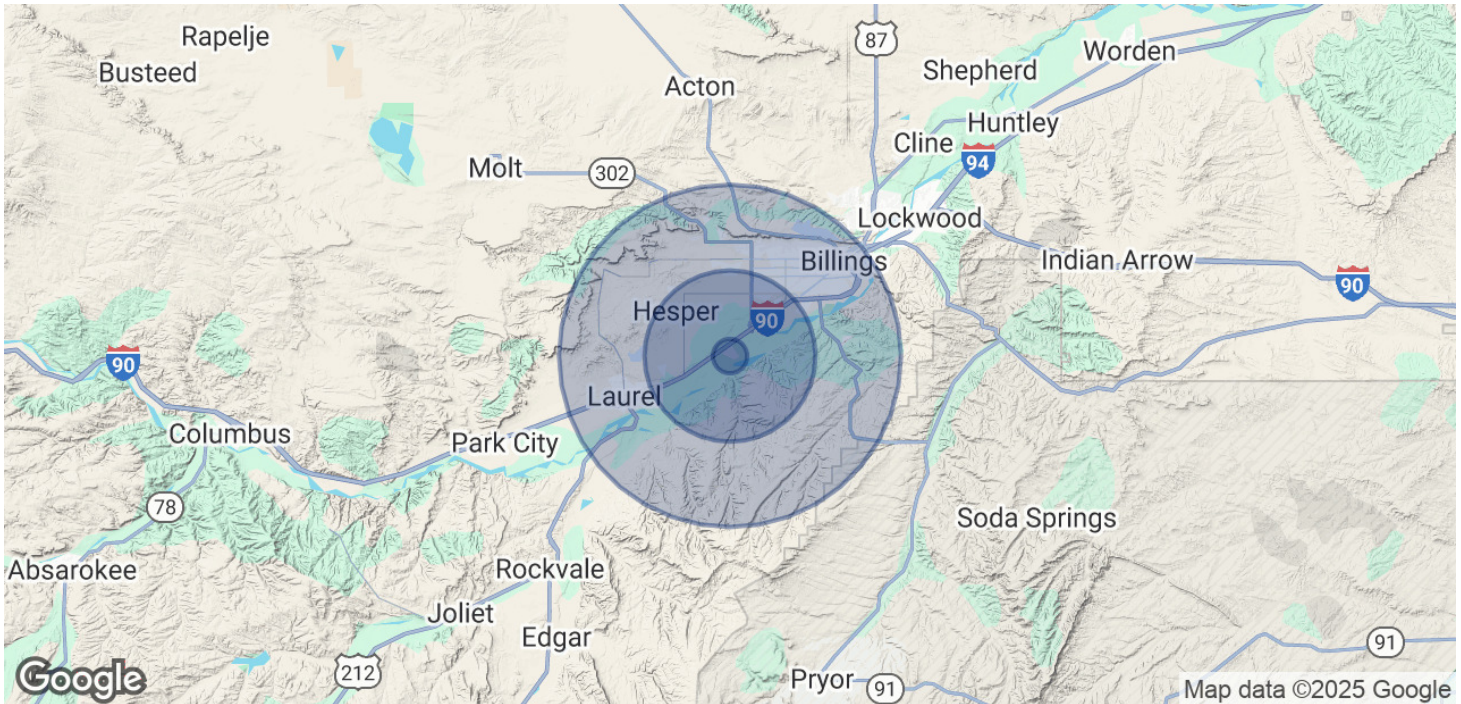 Rapelje
Busteed
87
Worden
Shepherd
Acton
Huntley
Cline
94
Molt
302
Lockwood
Billings
Indian Arrow
90
Hesper
90
90
Laurel
Columbus
Park City
78
Soda Springs
Absarokee
Rockvale
Joliet
Edgar
212
Pryor
91
91
Google
Map data ©2025 Google